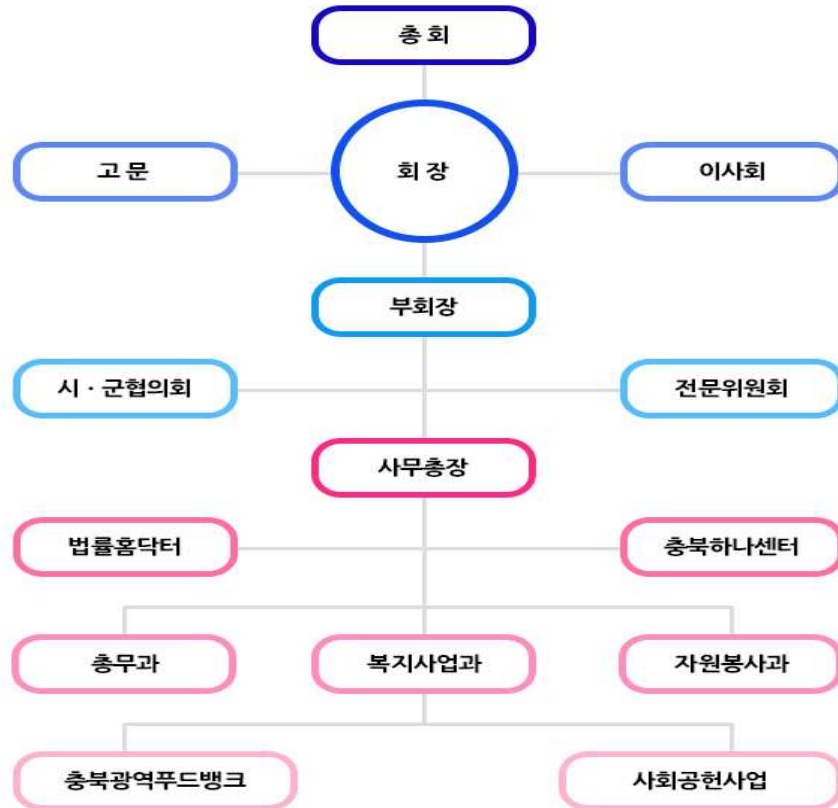 총 회
고 문
회 장
이사회
부회장
시 · 군협의회
전문위원회
사무총장
법률홈닥터
충북하나센터
총무과
복지사업과
자원봉사과
충북광역푸드뱅크
사회공헌사업